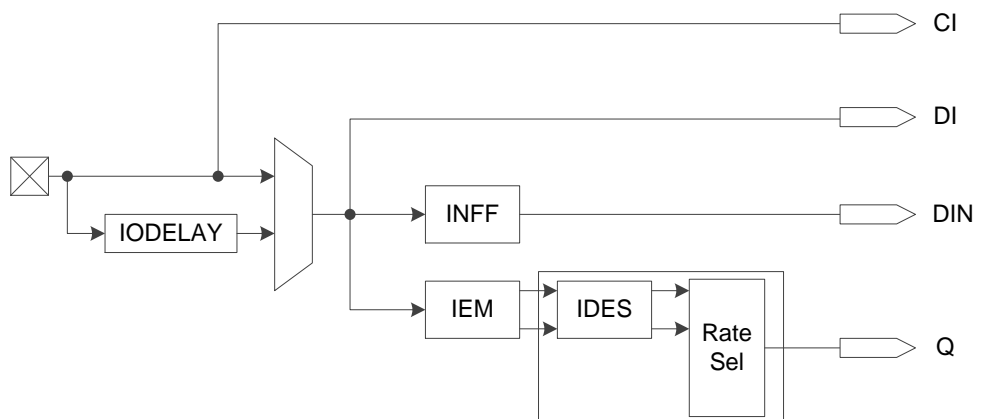 CI
DI
IODELAY
INFF
DIN
IEM
IDES
Rate
Sel
Q